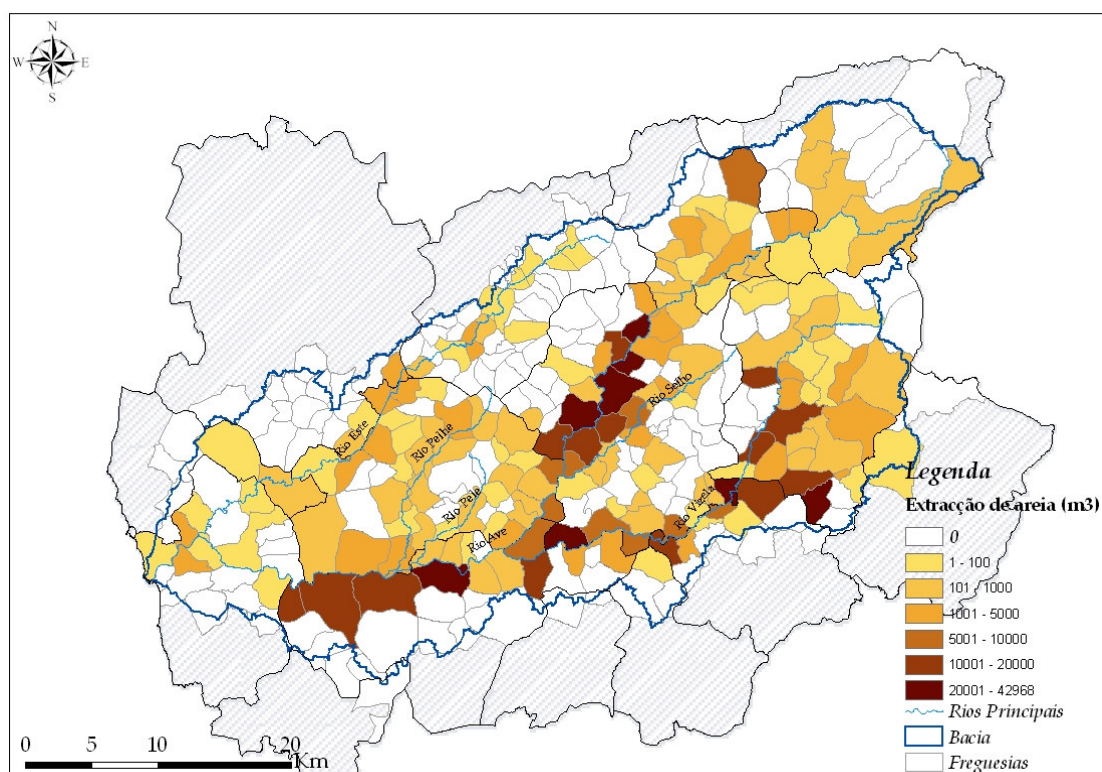 N
W E
S
Rio Selho
Rio Este
Rio Pelhe
Rio Pele
Rio Vizela
Rio Ave
Legenda
Extracção de areia (m3)
0
1 - 100
101 - 1000
1001 - 5000
5001 - 10000
10001 - 20000
20001 - 42968
Rios Principais
Bacia
Freguesias
0 5 10 20
Km